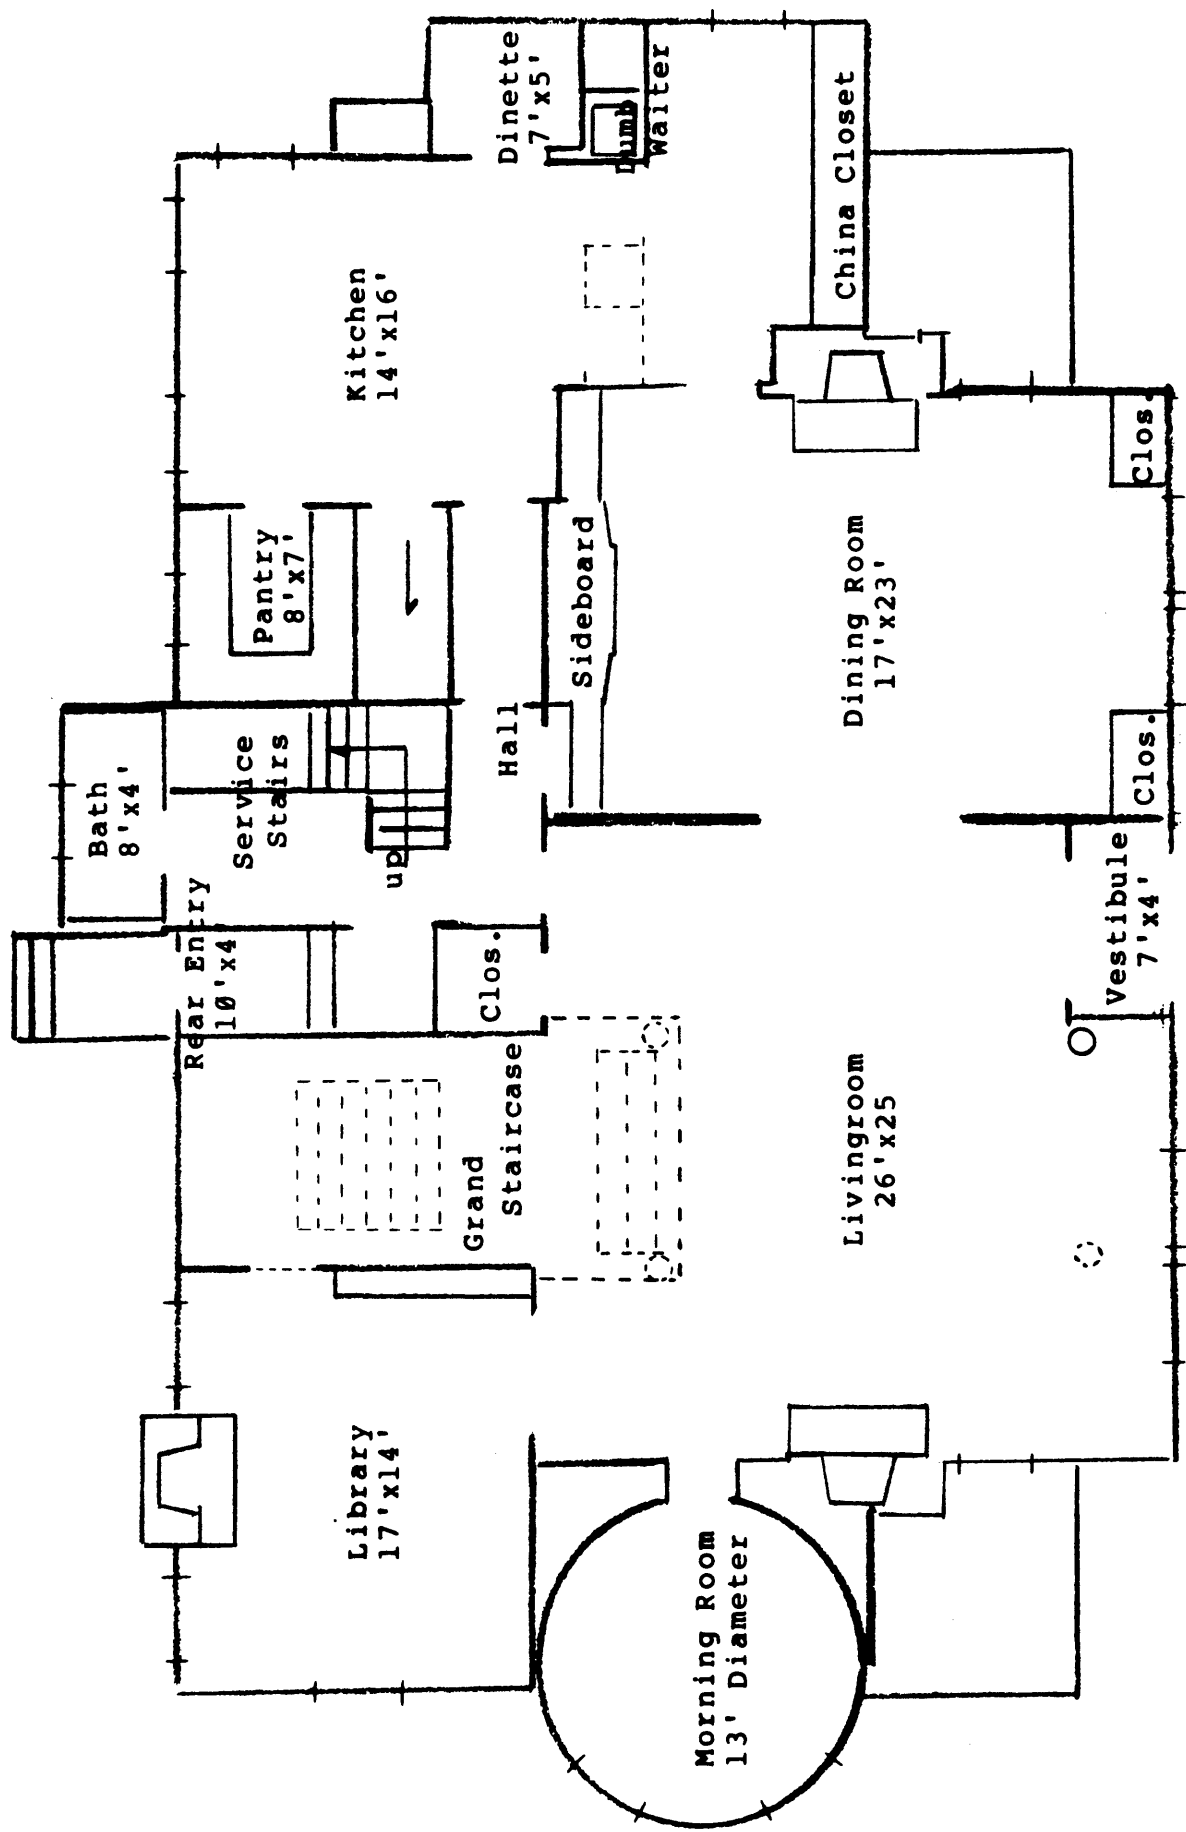 Dinette
7'x5'
Dumb
Waiter
China Closet
Kitchen
14'x16'
Pantry
8'x7'
Sideboard
Dining Room
17'x23'
Clos.
Clos.
Hall
Bath
8'x4'
Service
Stairs
up
Rear Entry
10'x4
Clos.
Vestibule
7'x4'
Grand
Staircase
Livingroom
26'x25
Library
17'x14'
Morning Room
13' Diameter